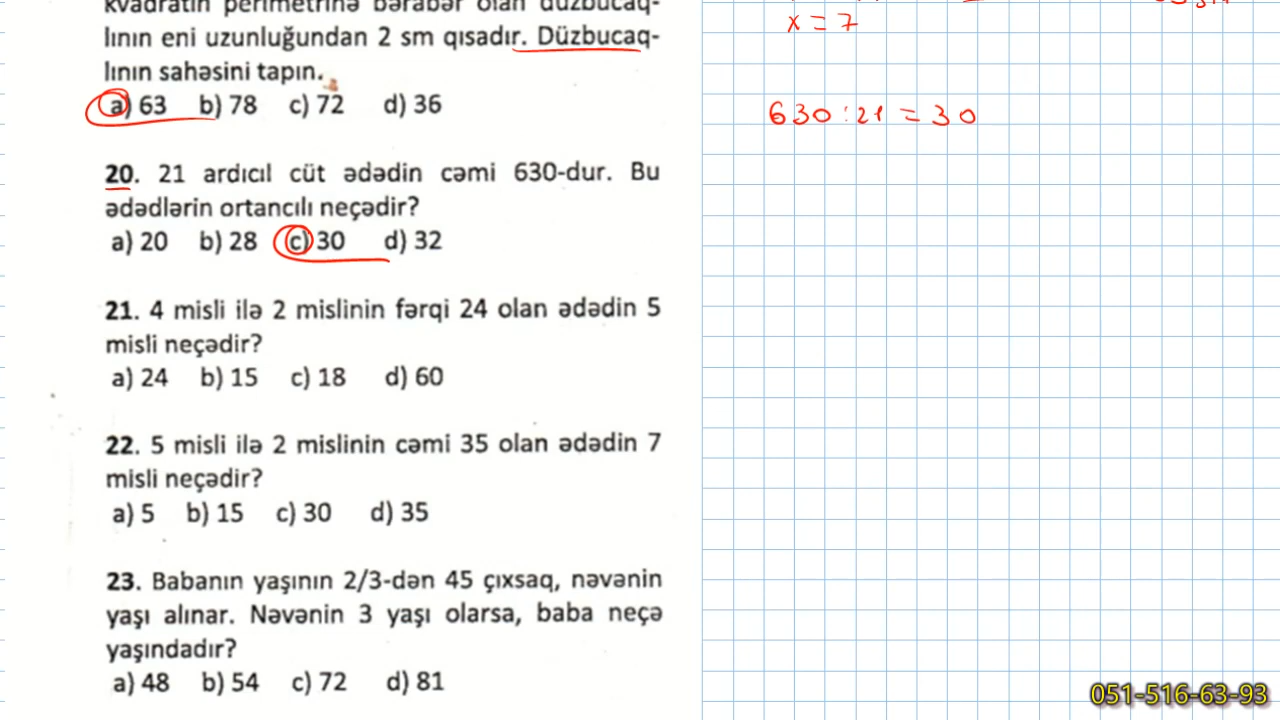 kvadratın perimetrinə bərabər olan düzbucaq-
lının eni uzunluğundan 2 sm qısadır. Düzbucaq-
lının sahəsini tapın.
a) 63 b) 78 c) 72 d) 36
20. 21 ardıcıl cüt ədədin cəmi 630-dur. Bu
ədədlərin ortancılı neçədir?
a) 20 b) 28 c) 30 d) 32
21. 4 misli ilə 2 mislinin fərqi 24 olan ədədin 5
misli neçədir?
a) 24 b) 15 c) 18 d) 60
22. 5 misli ilə 2 mislinin cəmi 35 olan ədədin 7
misli neçədir?
a) 5 b) 15 c) 30 d) 35
23. Babanın yaşının 2/3-dən 45 çıxsaq, nəvənin
yaşı alınar. Nəvənin 3 yaşı olarsa, baba neçə
yaşındadır?
a) 48 b) 54 c) 72 d) 81
x = 7
630 : 21 = 30
051-516-63-93